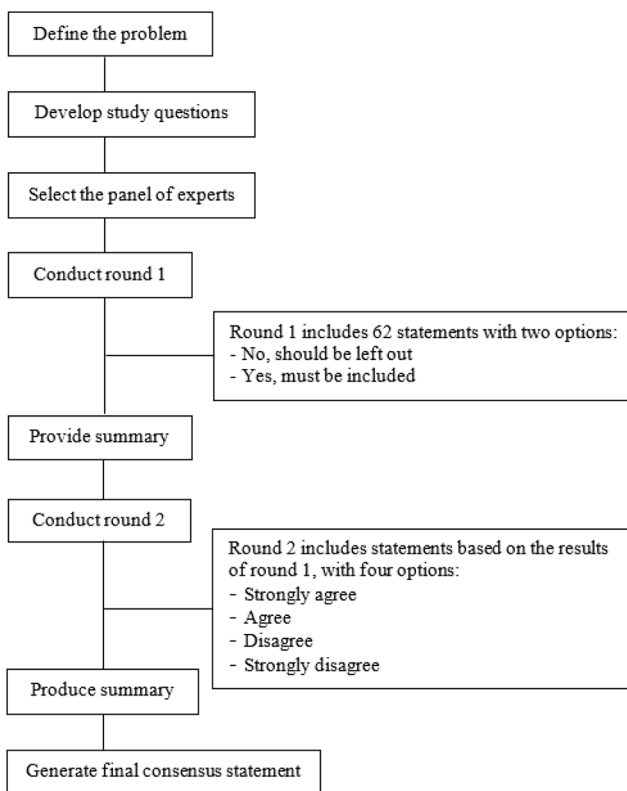 Define the problem
Develop study questions
Select the panel of experts
Conduct round 1
Round 1 includes 62 statements with two options:
- No, should be left out
- Yes, must be included
Provide summary
Conduct round 2
Round 2 includes statements based on the results
of round 1, with four options:
- Strongly agree
- Agree
- Disagree
- Strongly disagree
Produce summary
Generate final consensus statement